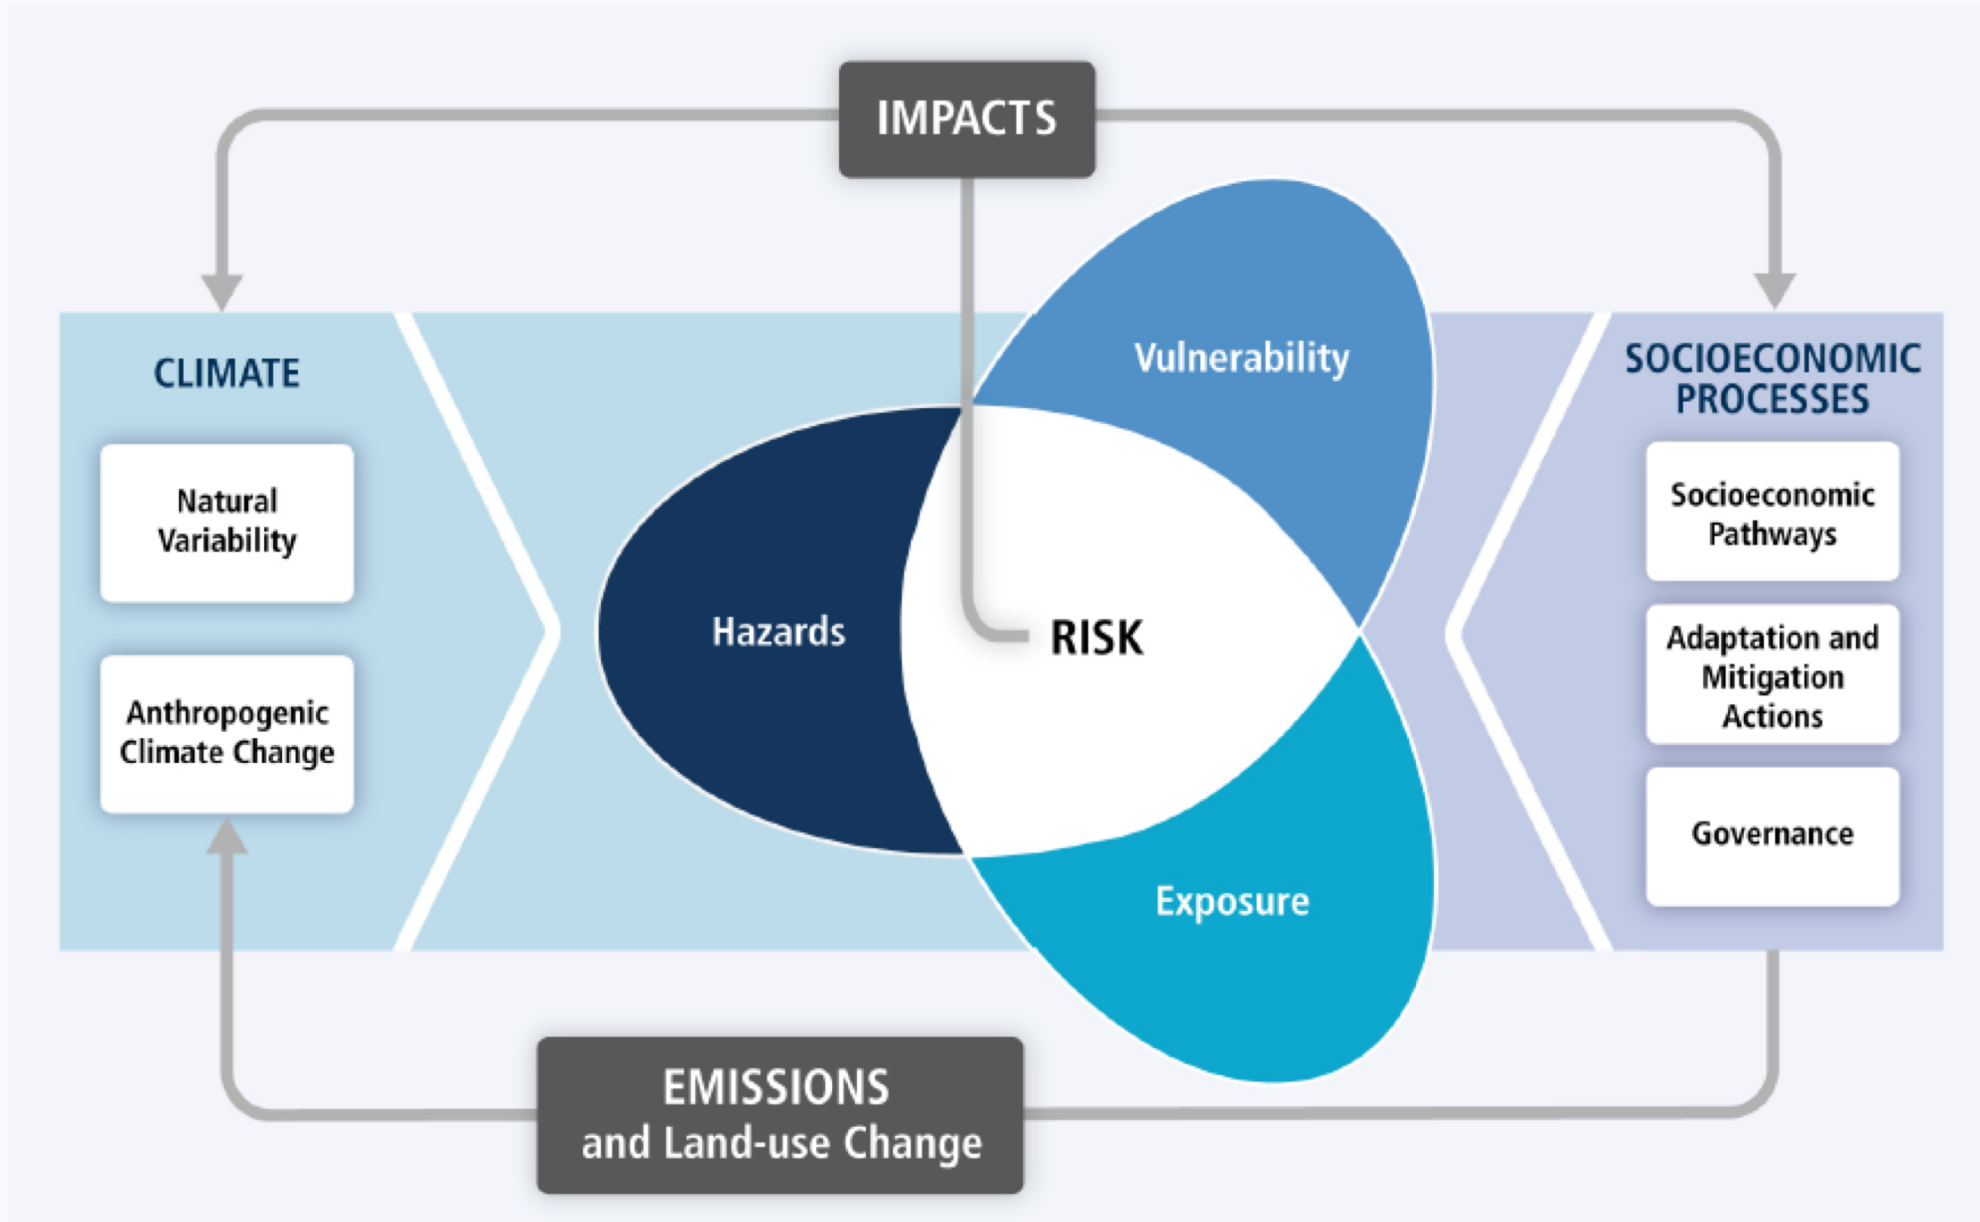 IMPACTS
CLIMATE
Natural
Variability
Anthropogenic
Climate Change
Vulnerability
Hazards
RISK
Exposure
SOCIOECONOMIC
PROCESSES
Socioeconomic
Pathways
Adaptation and
Mitigation
Actions
Governance
EMISSIONS
and Land-use Change